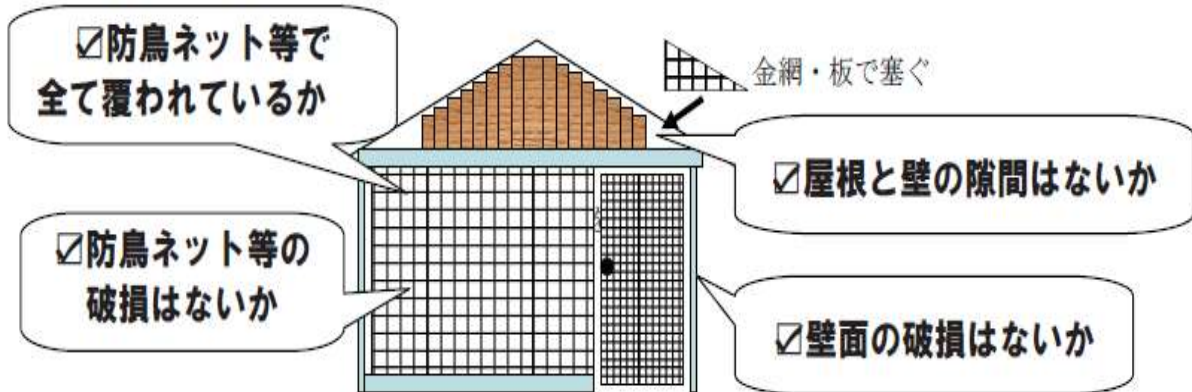 ☑防鳥ネット等で
全て覆われているか
金網・板で塞ぐ
☑屋根と壁の隙間はないか
☑防鳥ネット等の
破損はないか
☑壁面の破損はないか